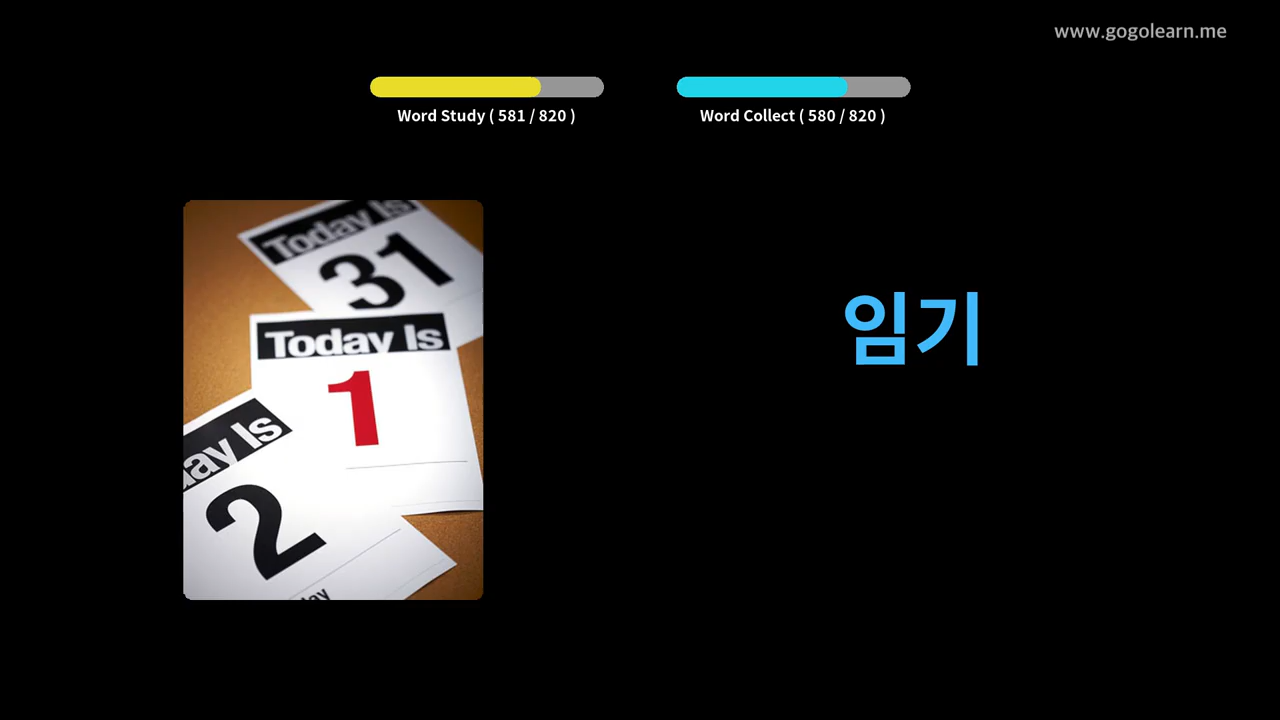 www.gogolearn.me
Word Study ( 581 / 820 )
Word Collect ( 580 / 820 )
Today Is
31
Today Is
1
ay Is
2
ay
임기